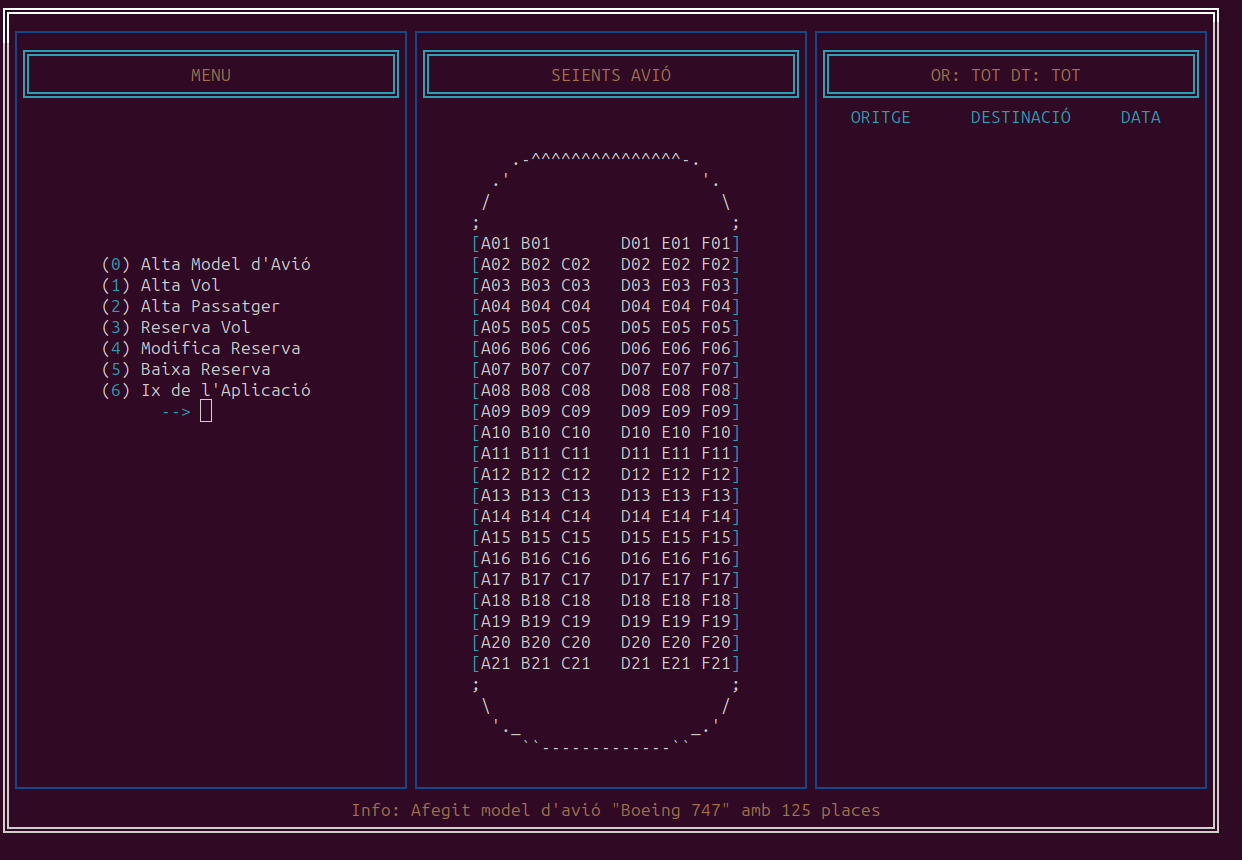 MENU
(0) Alta Model d'Avió
(1) Alta Vol
(2) Alta Passatger
(3) Reserva Vol
(4) Modifica Reserva
(5) Baixa Reserva
(6) Ix de l'Aplicació
-->
SEIENTS AVIÓ
.-^^^^^^^^^^^^^^^-.
.'                   '.
/                       \
;                         ;
[A01 B01       D01 E01 F01]
[A02 B02 C02   D02 E02 F02]
[A03 B03 C03   D03 E03 F03]
[A04 B04 C04   D04 E04 F04]
[A05 B05 C05   D05 E05 F05]
[A06 B06 C06   D06 E06 F06]
[A07 B07 C07   D07 E07 F07]
[A08 B08 C08   D08 E08 F08]
[A09 B09 C09   D09 E09 F09]
[A10 B10 C10   D10 E10 F10]
[A11 B11 C11   D11 E11 F11]
[A12 B12 C12   D12 E12 F12]
[A13 B13 C13   D13 E13 F13]
[A14 B14 C14   D14 E14 F14]
[A15 B15 C15   D15 E15 F15]
[A16 B16 C16   D16 E16 F16]
[A17 B17 C17   D17 E17 F17]
[A18 B18 C18   D18 E18 F18]
[A19 B19 C19   D19 E19 F19]
[A20 B20 C20   D20 E20 F20]
[A21 B21 C21   D21 E21 F21]
;                         ;
\                       /
'._                 _.'
``-------------``
OR: TOT DT: TOT
ORITGE      DESTINACIÓ     DATA
Info: Afegit model d'avió "Boeing 747" amb 125 places